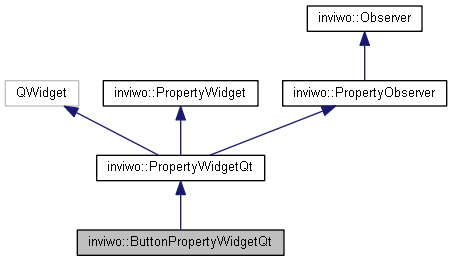 inviwo::Observer
QWidget
inviwo::PropertyWidget
inviwo::PropertyObserver
inviwo::PropertyWidgetQt
inviwo::ButtonPropertyWidgetQt